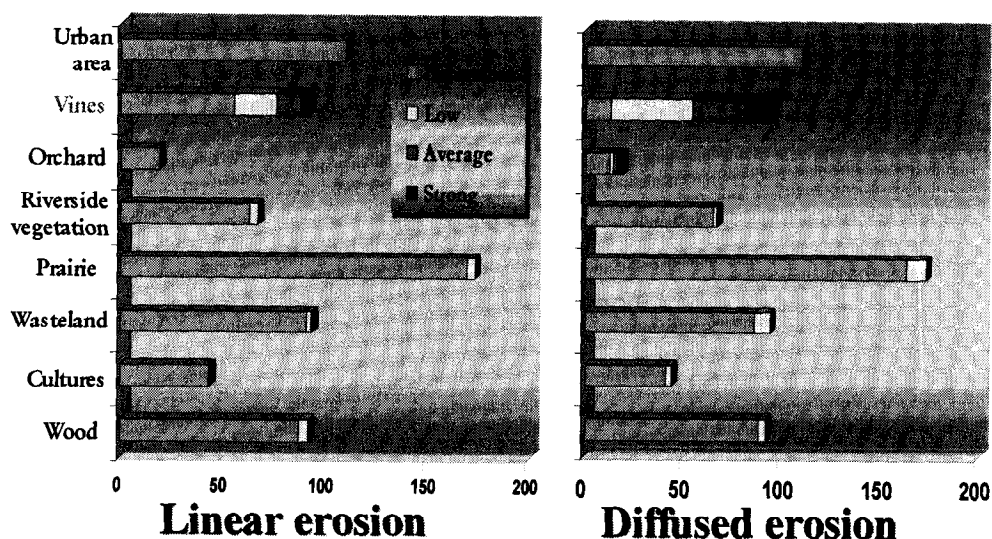 Urban
area
Vines
Orchard
Riverside
vegetation
Prairie
Wasteland
Cultures
Wood
Low
Average
Strong
0 50 100 150 200
Linear erosion
0 50 100 150 200
Diffused erosion